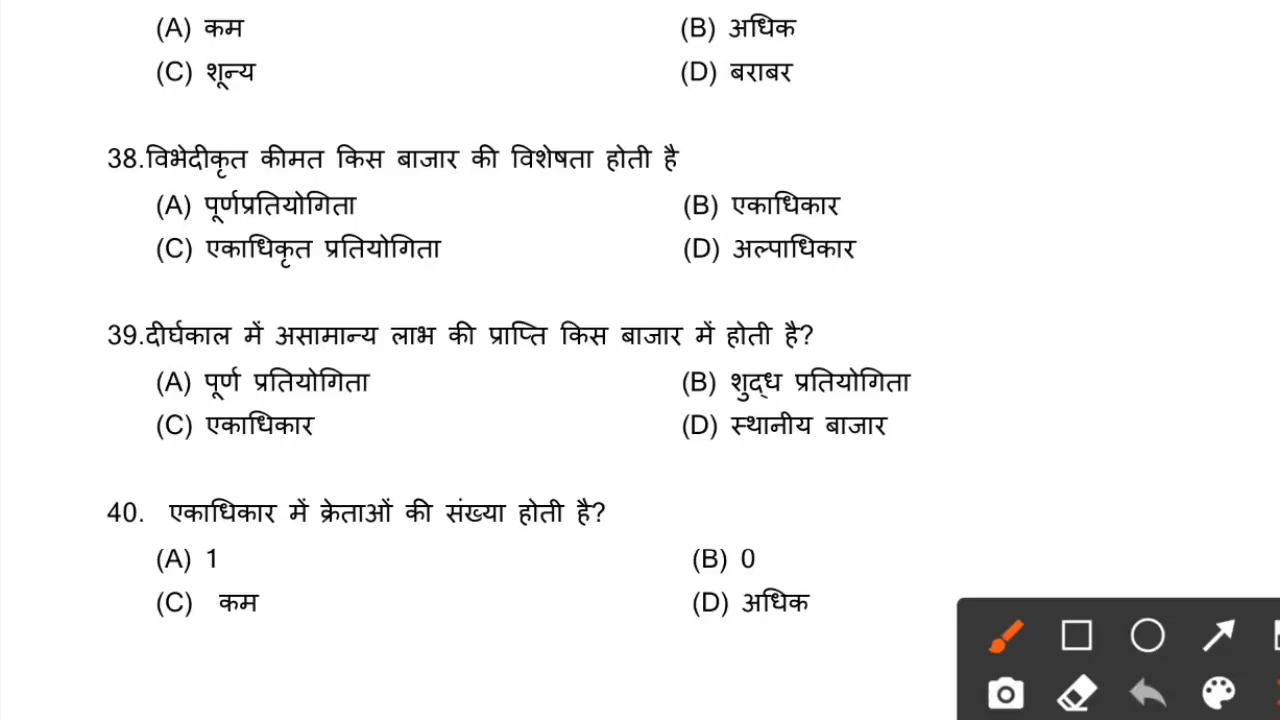 (A) कम (B) अधिक
(C) शून्य (D) बराबर
38.विभेदीकृत कीमत किस बाजार की विशेषता होती है
(A) पूर्णप्रतियोगिता (B) एकाधिकार
(C) एकाधिकृत प्रतियोगिता (D) अल्पाधिकार
39.दीर्घकाल में असामान्य लाभ की प्राप्ति किस बाजार में होती है?
(A) पूर्ण प्रतियोगिता (B) शुद्ध प्रतियोगिता
(C) एकाधिकार (D) स्थानीय बाजार
40. एकाधिकार में क्रेताओं की संख्या होती है?
(A) 1 (B) 0
(C) कम (D) अधिक